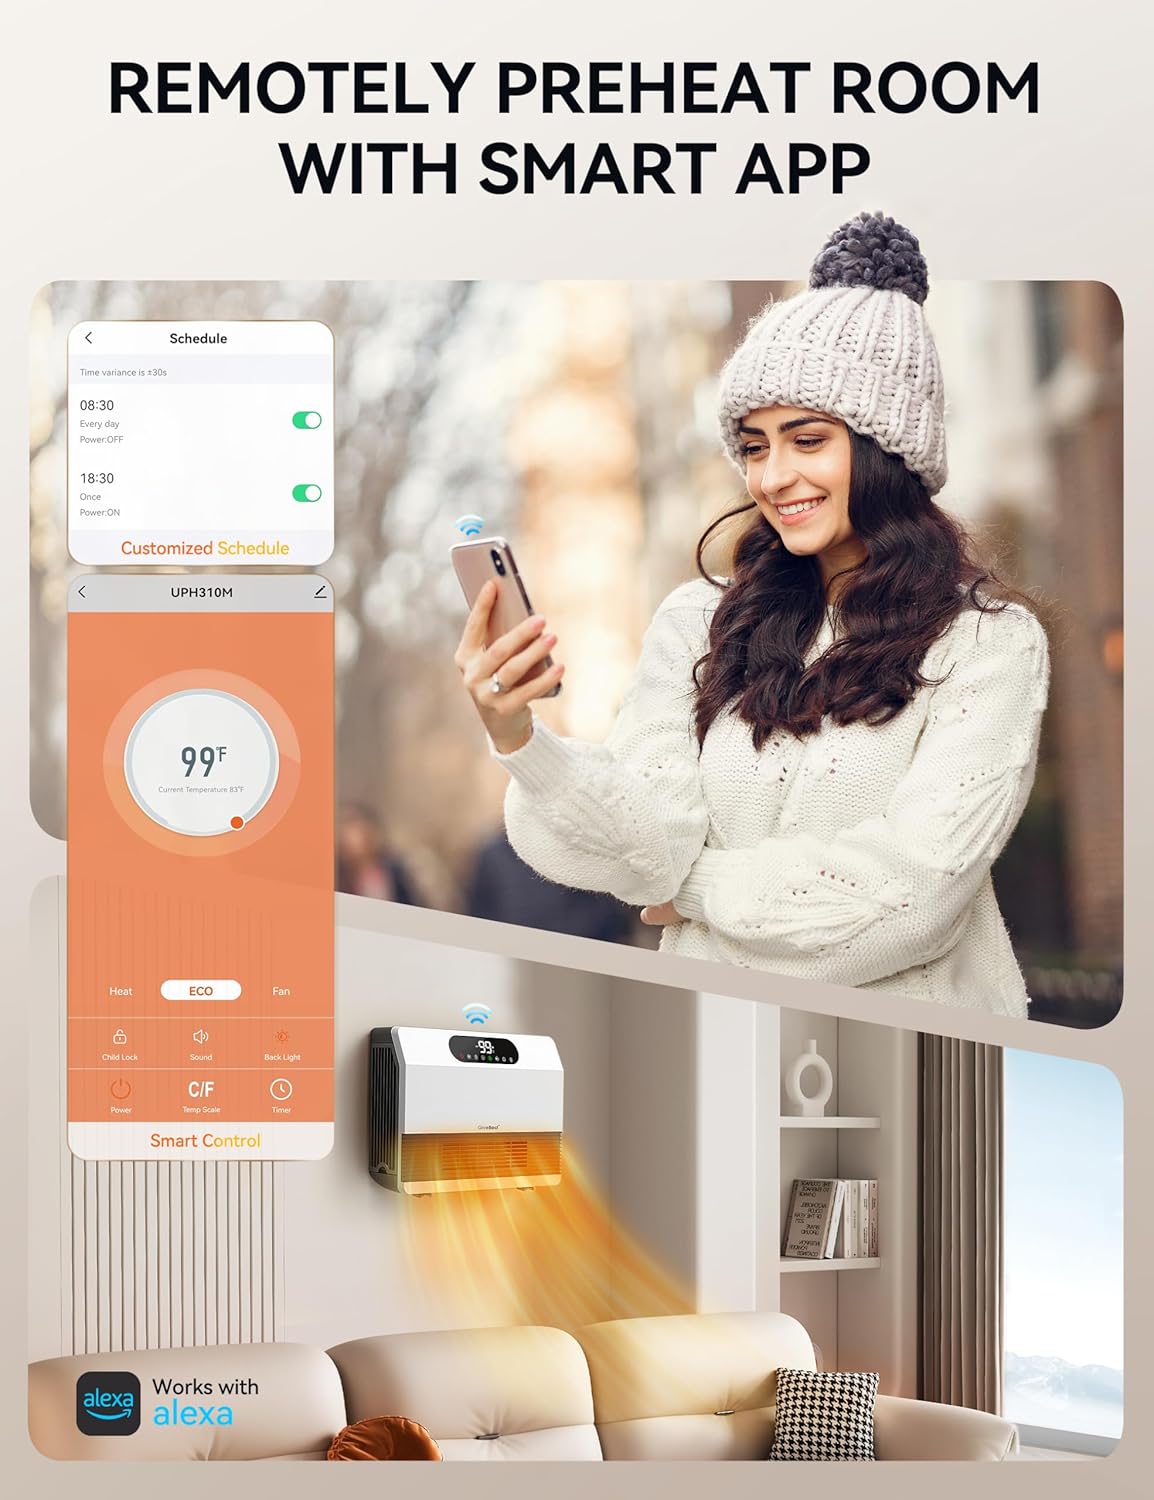 REMOTELY PREHEAT ROOM
WITH SMART APP
Schedule
Time variance is ±30s
08:30
Every day
Power:OFF
18:30
Once
Power:ON
Customized Schedule
UPH310M
99°F
Current Temperature 83°F
Heat
ECO
Fan
Child Lock
Sound
Back Light
C/F
Power
Temp Scale
Timer
Smart Control
99
GiveBest
alexa
Works with
alexa